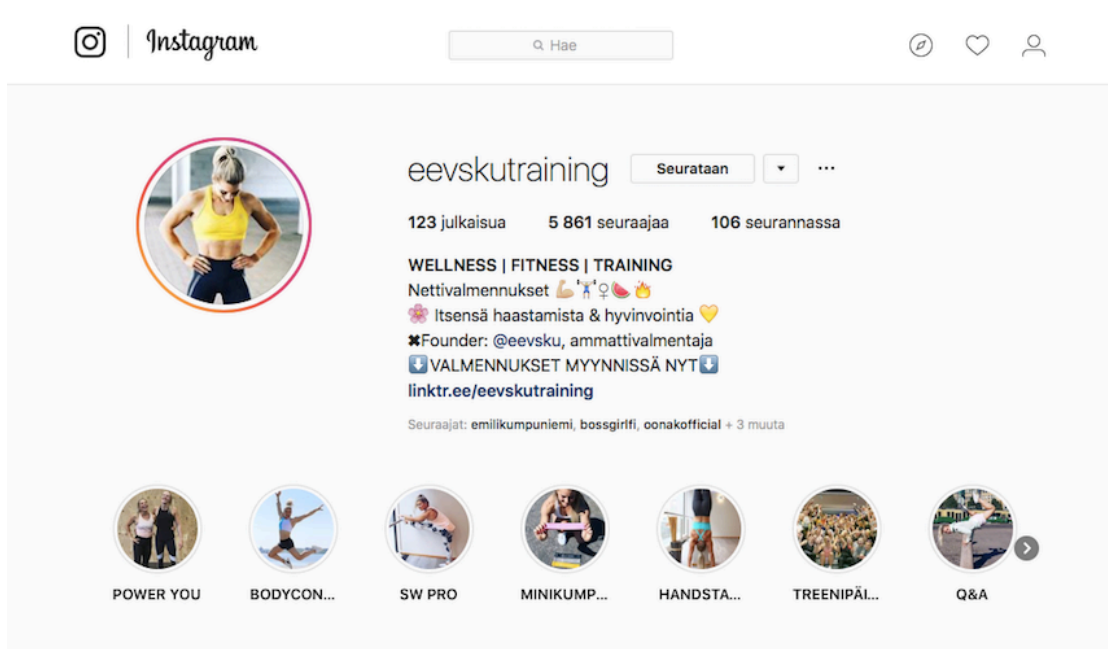 Instagram
Hae
eevskutraining Seurataan ...
123 julkaisua 5 861 seuraajaa 106 seurannassa
WELLNESS | FITNESS | TRAINING
Nettivalmennukset 💪🏼🏋️♀🍉🔥
🌸 Itsensä haastamista & hyvinvointia 💛
✖Founder: @eevsku, ammattivalmentaja
⬇️VALMENNUKSET MYYNNISSÄ NYT⬇️
linktr.ee/eevskutraining
Seuraajat: emilikumpuniemi, bossgirlfi, oonakofficial + 3 muuta
POWER YOU BODYCON... SW PRO MINIKUMP... HANDSTA... TREENIPÄI... Q&A